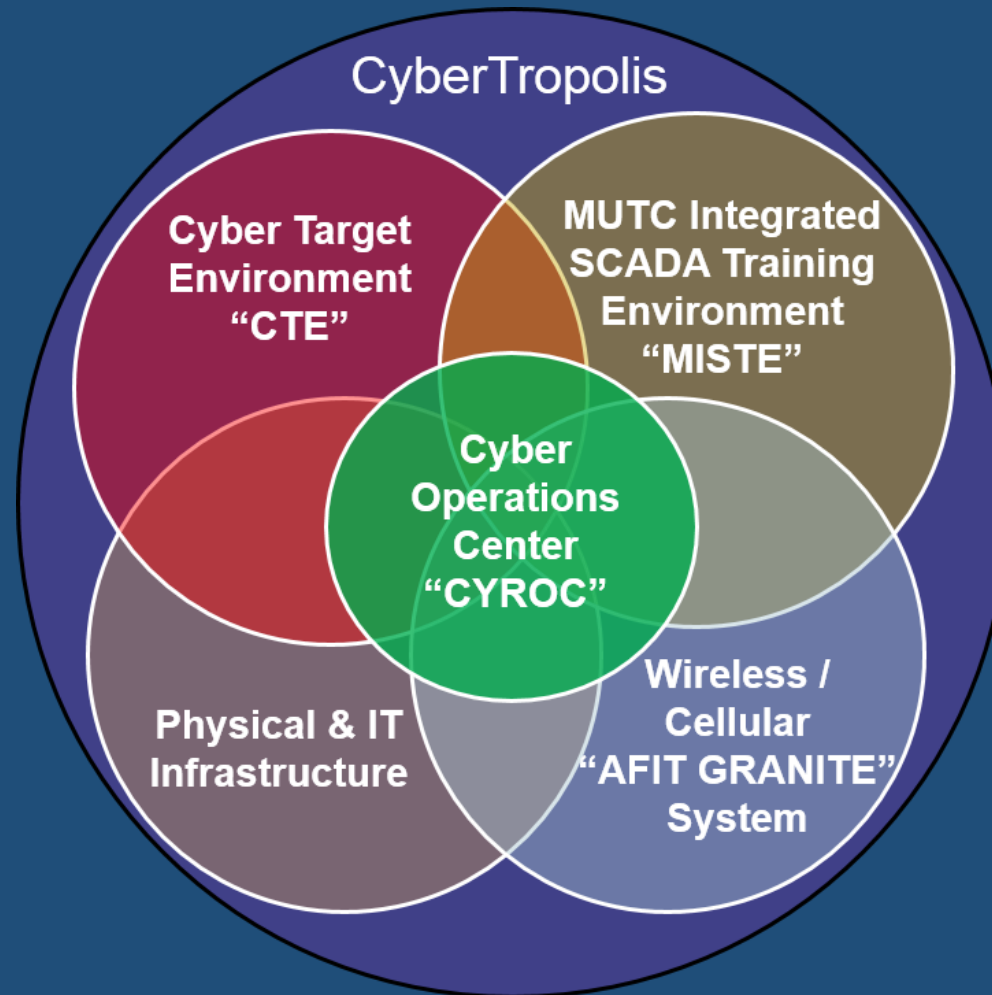 CyberTropolis
Cyber Target
Environment
“CTE”
MUTC Integrated
SCADA Training
Environment
“MISTE”
Cyber
Operations
Center
“CYROC”
Physical & IT
Infrastructure
Wireless /
Cellular
“AFIT GRANITE”
System